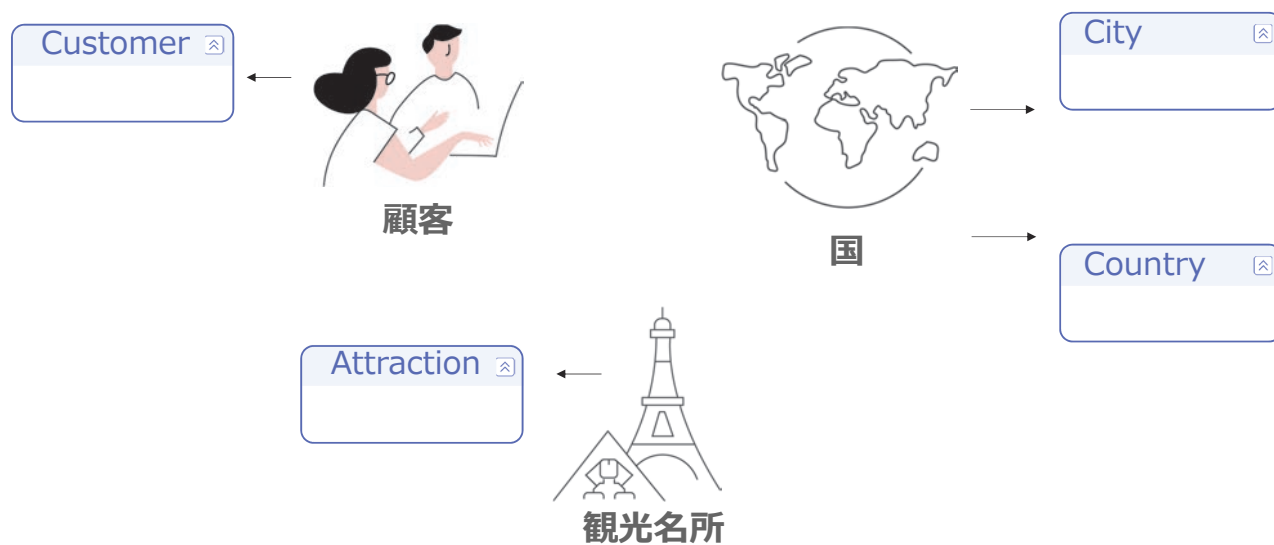 Customer
顧客
City
国
Country
Attraction
観光名所